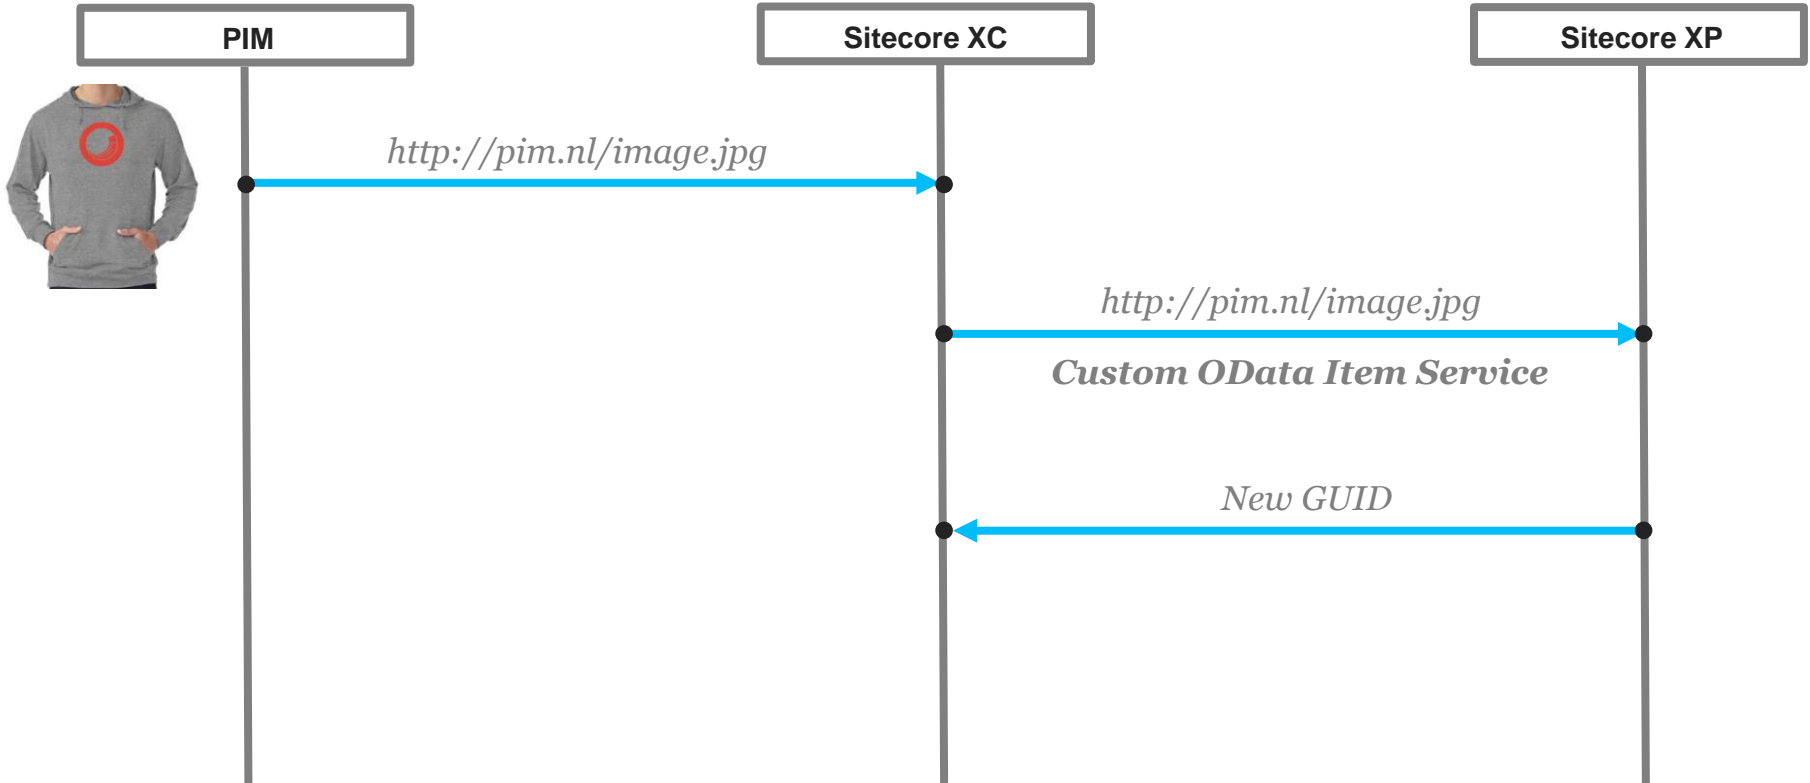 PIM
Sitecore XC
Sitecore XP
http://pim.nl/image.jpg
http://pim.nl/image.jpg
Custom OData Item Service
New GUID